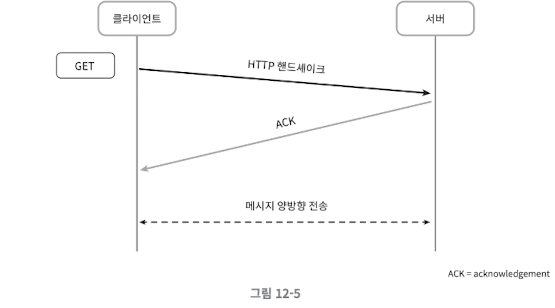 클라이언트
서버
GET
HTTP 핸드셰이크
ACK
메시지 양방향 전송
ACK = acknowledgement
그림 12-5